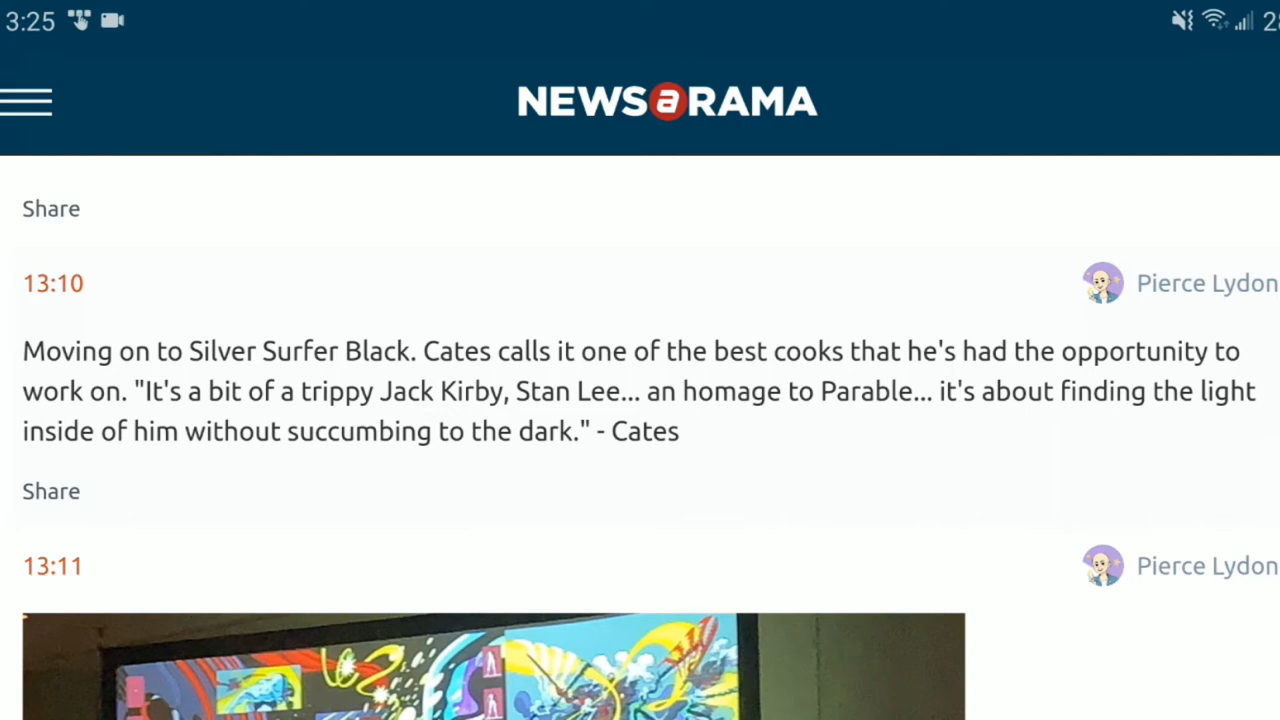 3:25
2
NEWSaRAMA
Share
13:10
Pierce Lydon
Moving on to Silver Surfer Black. Cates calls it one of the best cooks that he's had the opportunity to
work on. "It's a bit of a trippy Jack Kirby, Stan Lee... an homage to Parable... it's about finding the light
inside of him without succumbing to the dark." - Cates
Share
13:11
Pierce Lydon